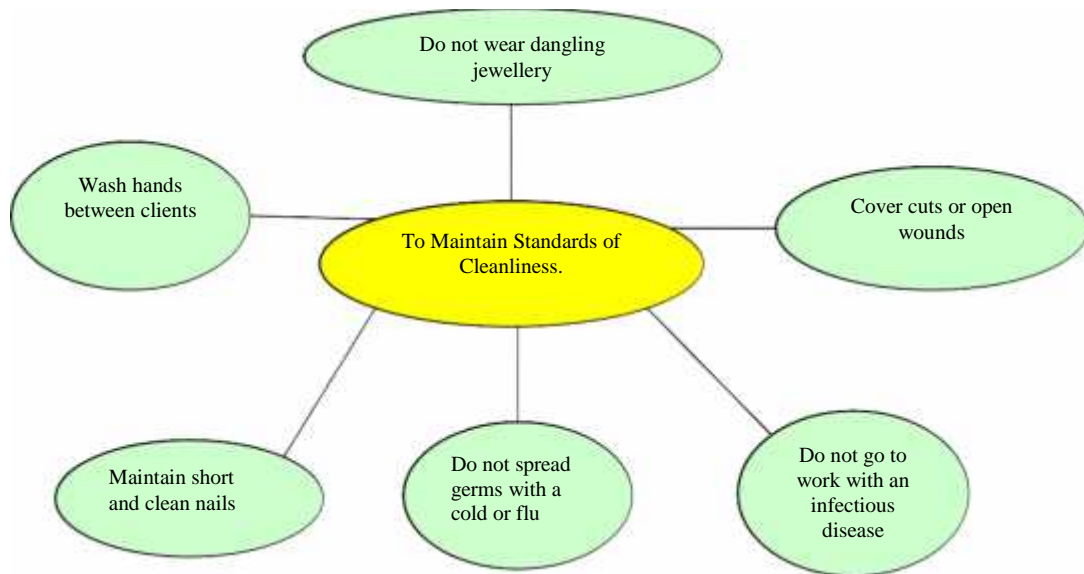 Do not wear dangling
jewellery
Wash hands
between clients
Cover cuts or open
wounds
To Maintain Standards of
Cleanliness.
Maintain short
and clean nails
Do not spread
germs with a
cold or flu
Do not go to
work with an
infectious
disease